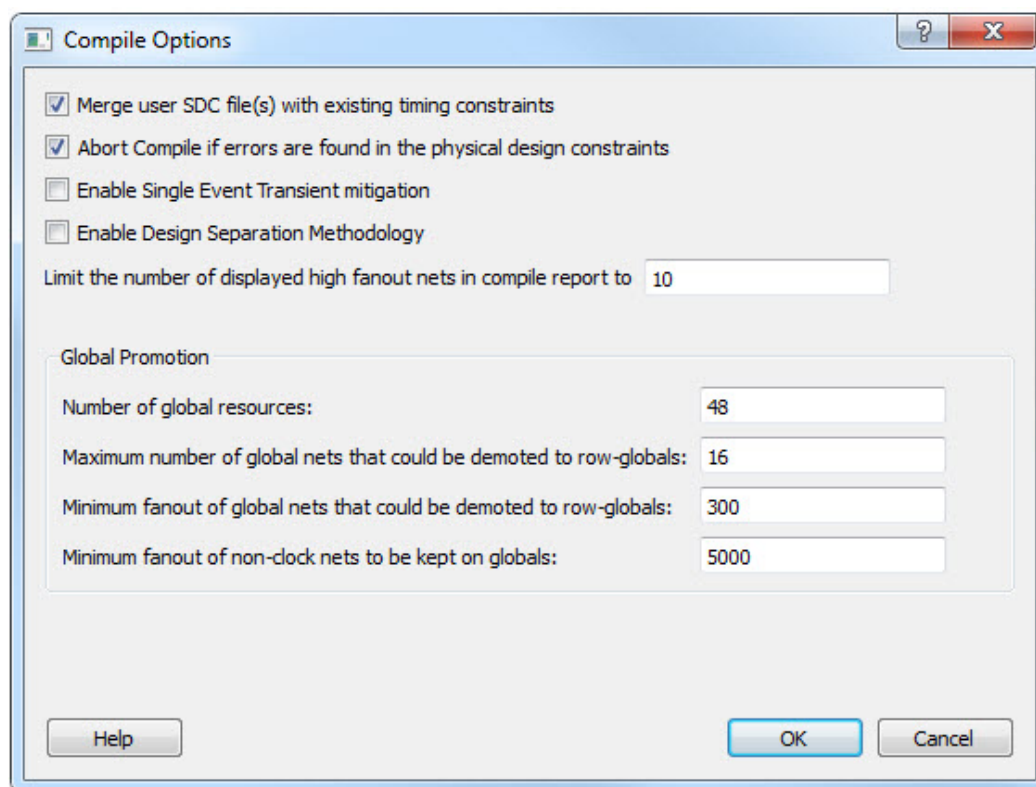 Compile Options
Merge user SDC file(s) with existing timing constraints
Abort Compile if errors are found in the physical design constraints
Enable Single Event Transient mitigation
Enable Design Separation Methodology
Limit the number of displayed high fanout nets in compile report to 10
Global Promotion
Number of global resources: 48
Maximum number of global nets that could be demoted to row-globals: 16
Minimum fanout of global nets that could be demoted to row-globals: 300
Minimum fanout of non-clock nets to be kept on globals: 5000
Help OK Cancel